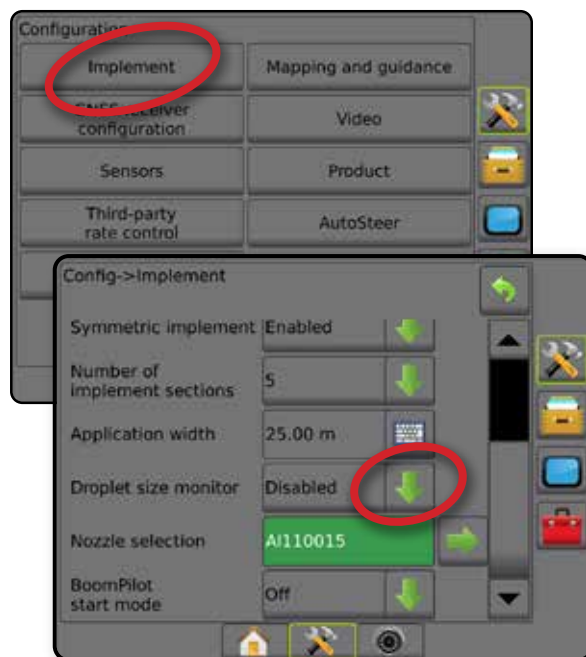 Configuration
Implement
Mapping and guidance
GNSS receiver
configuration
Video
Sensors
Product
Third-party
rate control
AutoSteer
Config->Implement
Symmetric implement
Enabled
Number of
implement sections
5
Application width
25.00 m
Droplet size monitor
Disabled
Nozzle selection
AI110015
BoomPilot
start mode
Off